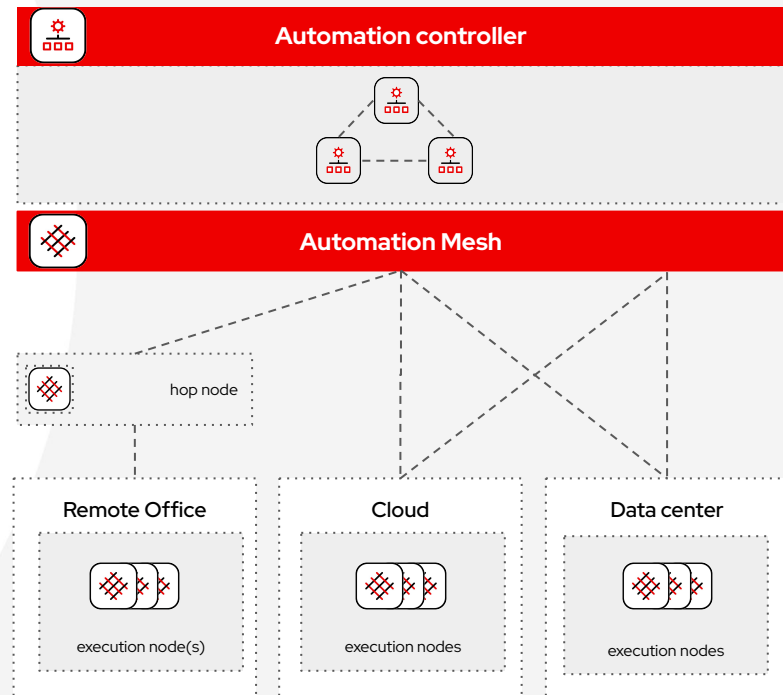 Automation controller
Automation Mesh
hop node
Remote Office
Cloud
Data center
execution node(s)
execution nodes
execution nodes